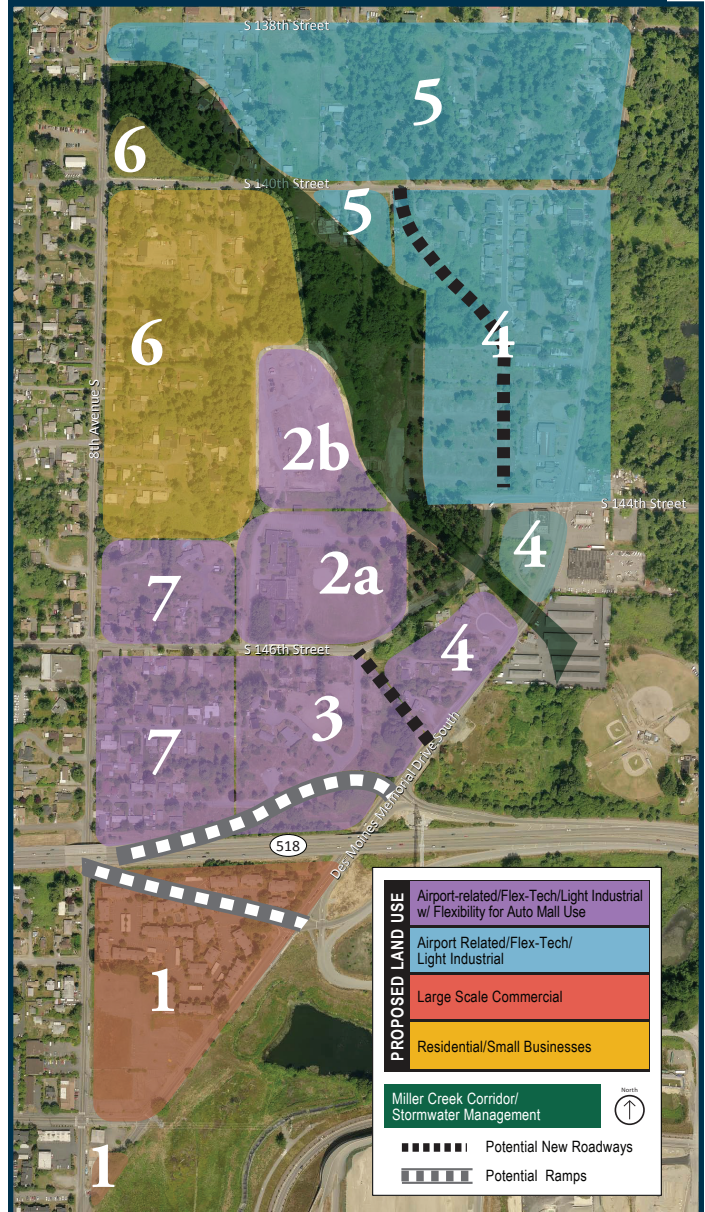 S 138th Street
5
6
S 140th Street
5
6
4
8th Avenue S
2b
S 144th Street
4
2a
7
S 146th Street
4
3
7
Des Moines Memorial Drive South
518
1
1
PROPOSED LAND USE
Airport-related/Flex-Tech/Light Industrial
w/ Flexibility for Auto Mall Use
Airport Related/Flex-Tech/
Light Industrial
Large Scale Commercial
Residential/Small Businesses
Miller Creek Corridor/
Stormwater Management
North
Potential New Roadways
Potential Ramps